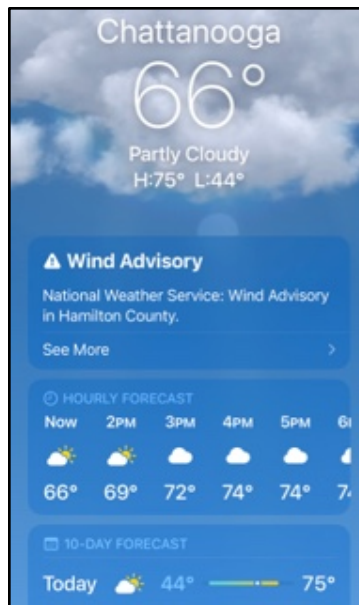 Chattanooga
66°
Partly Cloudy
H:75° L:44°
Wind Advisory
National Weather Service: Wind Advisory
in Hamilton County.
See More
HOURLY FORECAST
Now 2PM 3PM 4PM 5PM
66° 69° 72° 74° 74°
10-DAY FORECAST
Today 44° 75°